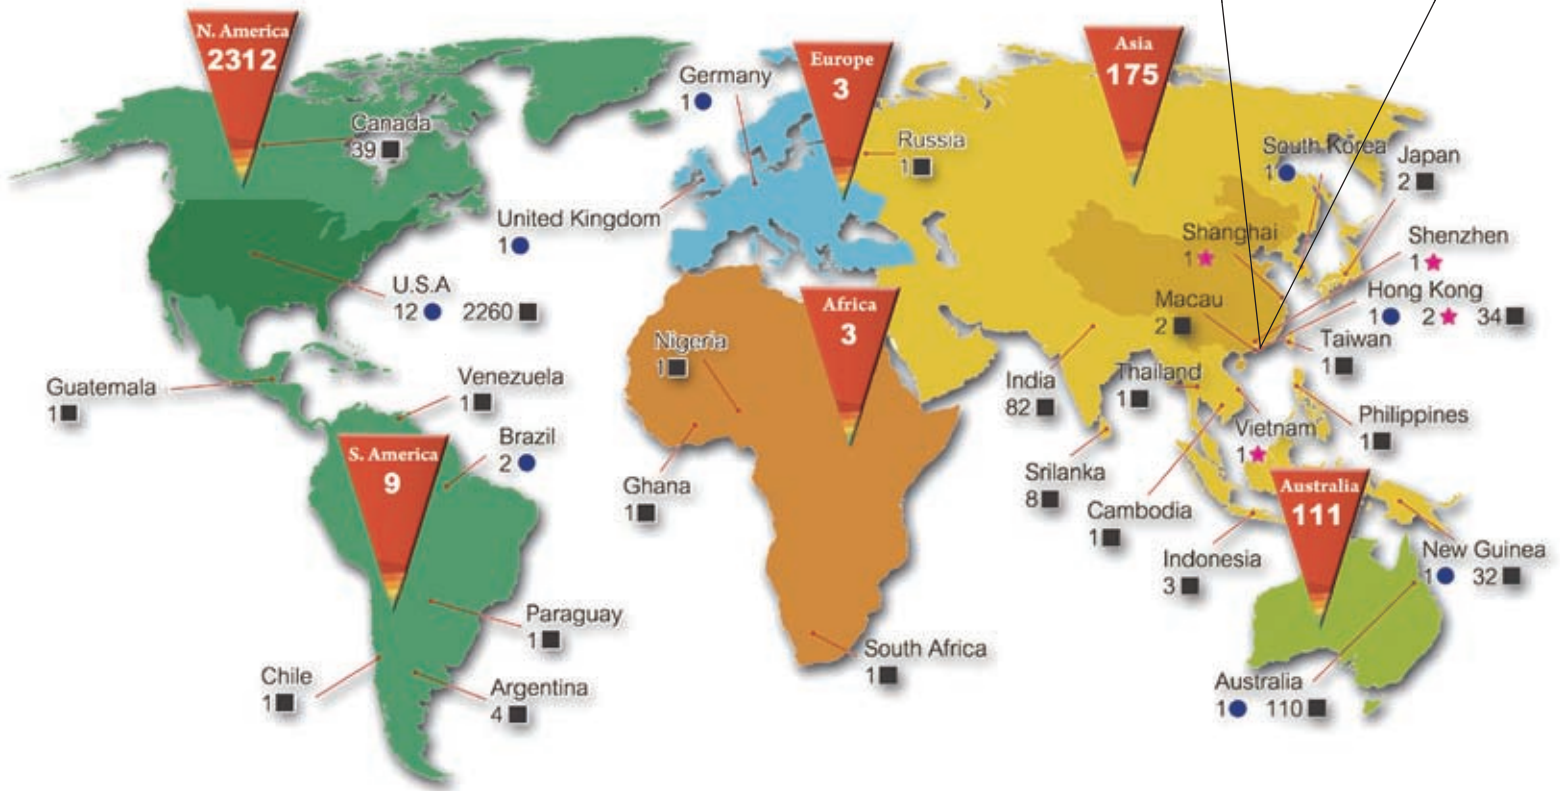 N. America
2312
Canada
39
U.S.A
12 2260
Guatemala
1
Venezuela
1
Brazil
2
S. America
9
Paraguay
1
Chile
1
Argentina
4
Germany
1
United Kingdom
1
Europe
3
Russia
1
Africa
3
Nigeria
1
Ghana
1
South Africa
1
Asia
175
South Korea
1
Japan
2
Shanghai
1
Shenzhen
1
Macau
2
Hong Kong
1 2 34
Taiwan
1
India
82
Thailand
1
Vietnam
1
Philippines
1
Srilanka
8
Cambodia
1
Indonesia
3
Australia
111
New Guinea
1 32
Australia
1 110